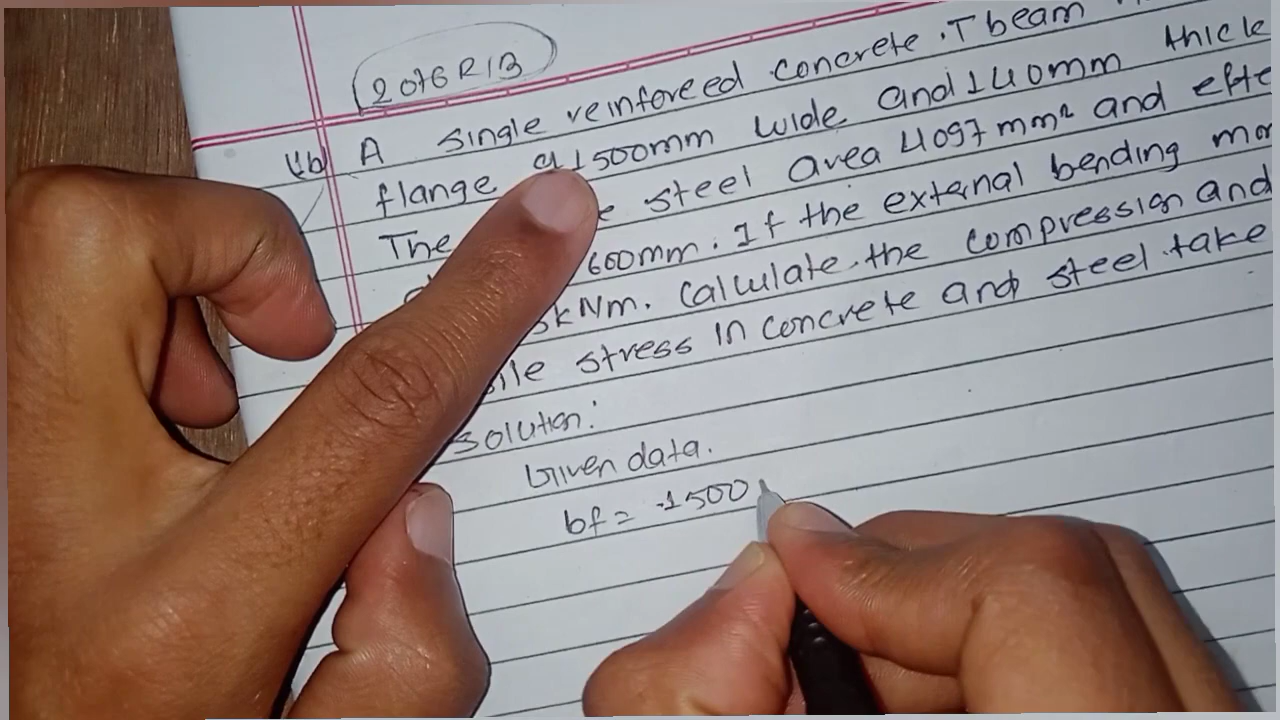 2076 R/B
4b) A single reinforced concrete T beam
flange of 1500mm wide and 140mm thick
The steel area 4097 mm² and effe
600mm. If the external bending mom
kNm. Calculate the compression and
stress in concrete and steel take
Solution:
Given data.
bf = 1500